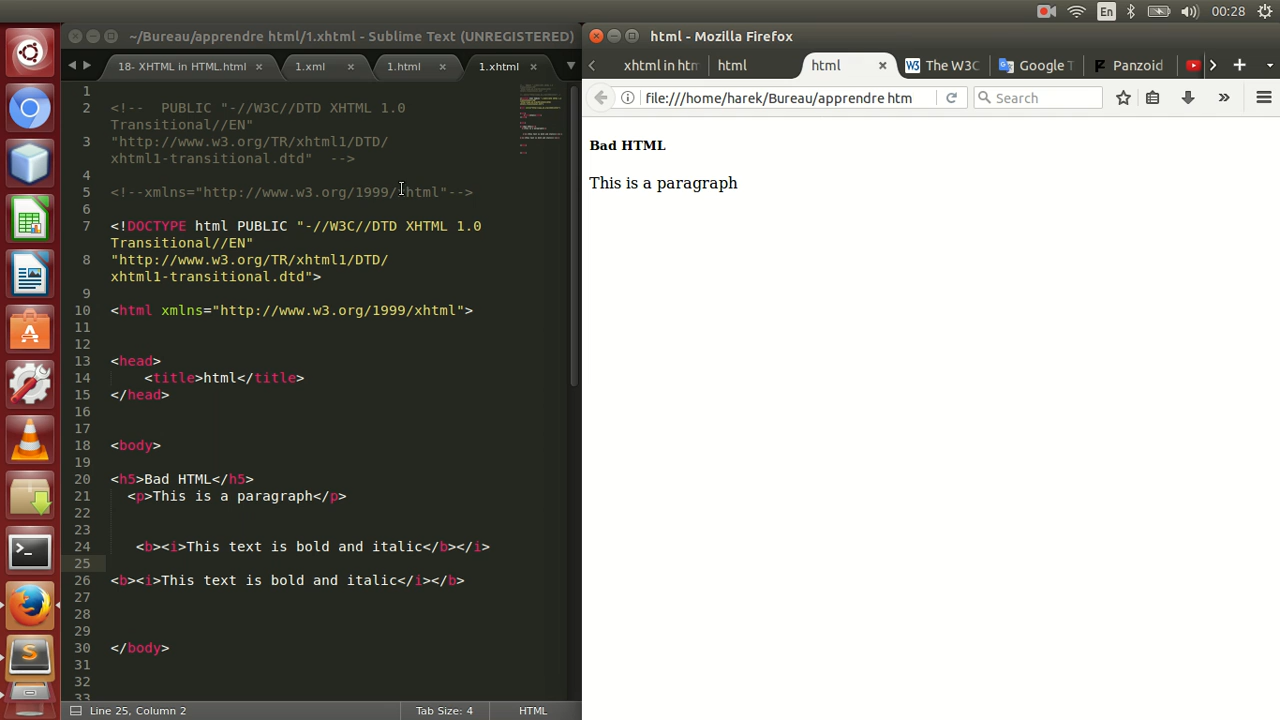 En 00:28
~/Bureau/apprendre html/1.xhtml - Sublime Text (UNREGISTERED)
html - Mozilla Firefox
18- XHTML in HTML.html 1.xml 1.html 1.xhtml
xhtml in htm html html The W3C Google T Panzoid
file:///home/harek/Bureau/apprendre htm Search
1
2 <!--  PUBLIC "-//W3C//DTD XHTML 1.0
Transitional//EN"
3 "http://www.w3.org/TR/xhtml1/DTD/
xhtml1-transitional.dtd"  -->
4
5 <!--xmlns="http://www.w3.org/1999/xhtml"-->
6
7 <!DOCTYPE html PUBLIC "-//W3C//DTD XHTML 1.0
Transitional//EN"
8 "http://www.w3.org/TR/xhtml1/DTD/
xhtml1-transitional.dtd">
9
10 <html xmlns="http://www.w3.org/1999/xhtml">
11
12
13 <head>
14 <title>html</title>
15 </head>
16
17
18 <body>
19
20 <h5>Bad HTML</h5>
21 <p>This is a paragraph</p>
22
23
24 <b><i>This text is bold and italic</b></i>
25
26 <b><i>This text is bold and italic</i></b>
27
28
29
30 </body>
31
32
33
Line 25, Column 2 Tab Size: 4 HTML
Bad HTML
This is a paragraph